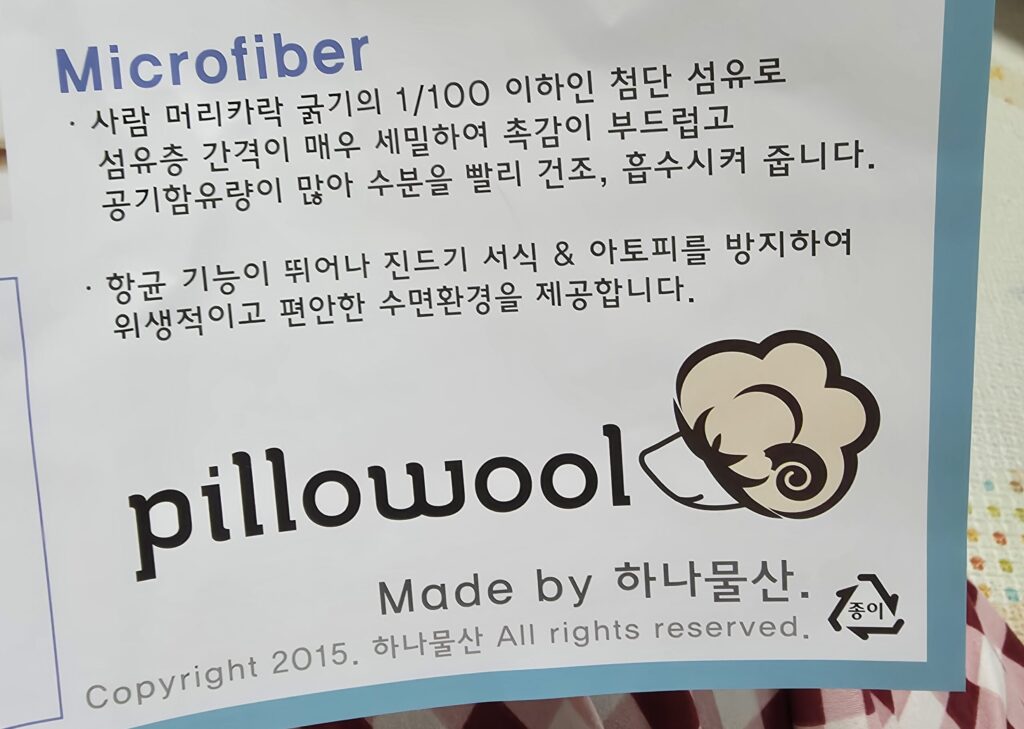 Microfiber
· 사람 머리카락 굵기의 1/100 이하인 첨단 섬유로
섬유층 간격이 매우 세밀하여 촉감이 부드럽고
공기함유량이 많아 수분을 빨리 건조, 흡수시켜 줍니다.
· 항균 기능이 뛰어나 진드기 서식 & 아토피를 방지하여
위생적이고 편안한 수면환경을 제공합니다.
pillowool
Made by 하나물산.
종이
Copyright 2015. 하나물산 All rights reserved.